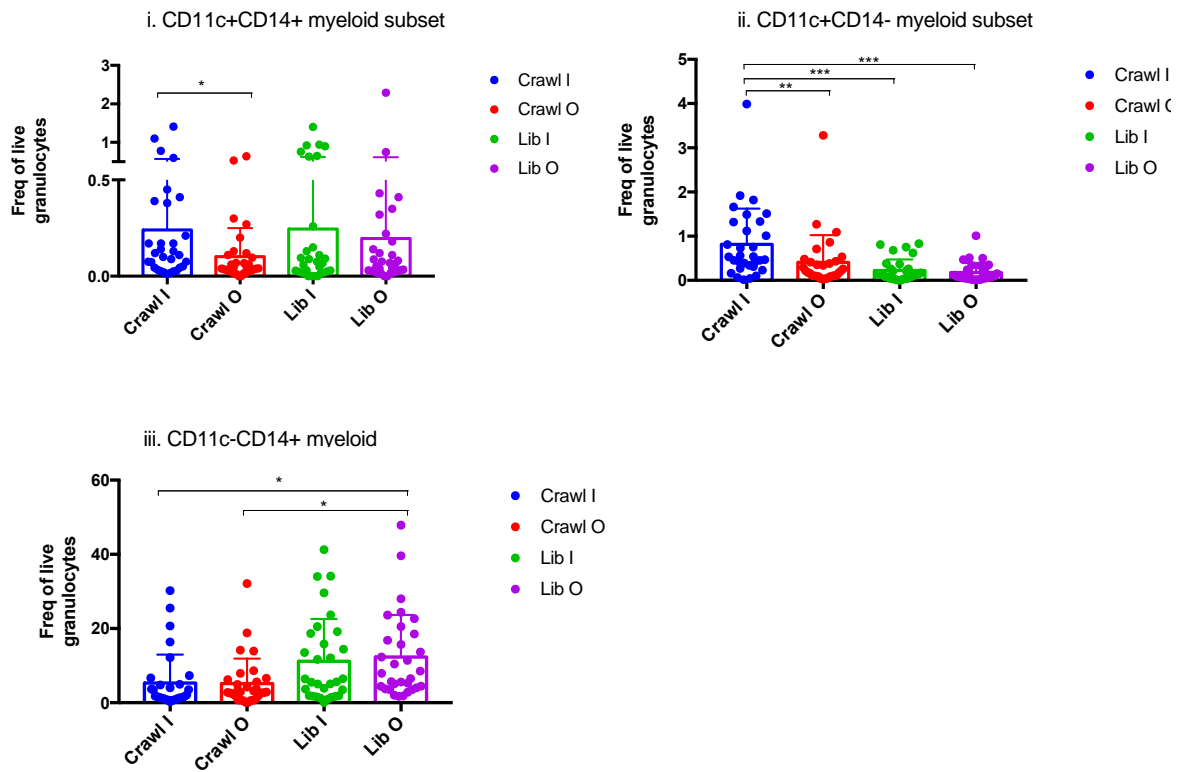 i. CD11c+CD14+ myeloid subset
Freq of live
granulocytes
3
2
1
0.5
0.0
*
Crawl I
Crawl O
Lib I
Lib O
Crawl I
Crawl O
Lib I
Lib O
ii. CD11c+CD14- myeloid subset
Freq of live
granulocytes
5
4
3
2
1
0
***
***
**
Crawl I
Crawl O
Lib I
Lib O
Crawl I
Crawl C
Lib I
Lib O
iii. CD11c-CD14+ myeloid
Freq of live
granulocytes
60
40
20
0
*
*
Crawl I
Crawl O
Lib I
Lib O
Crawl I
Crawl O
Lib I
Lib O